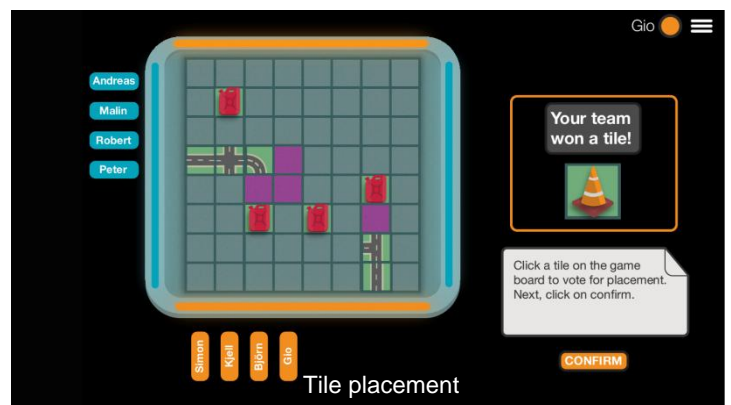 Gio
Andreas
Malin
Robert
Peter
Your team
won a tile!
Click a tile on the game
board to vote for placement.
Next, click on confirm.
CONFIRM
Simon
Kjell
Björn
Gio
Tile placement